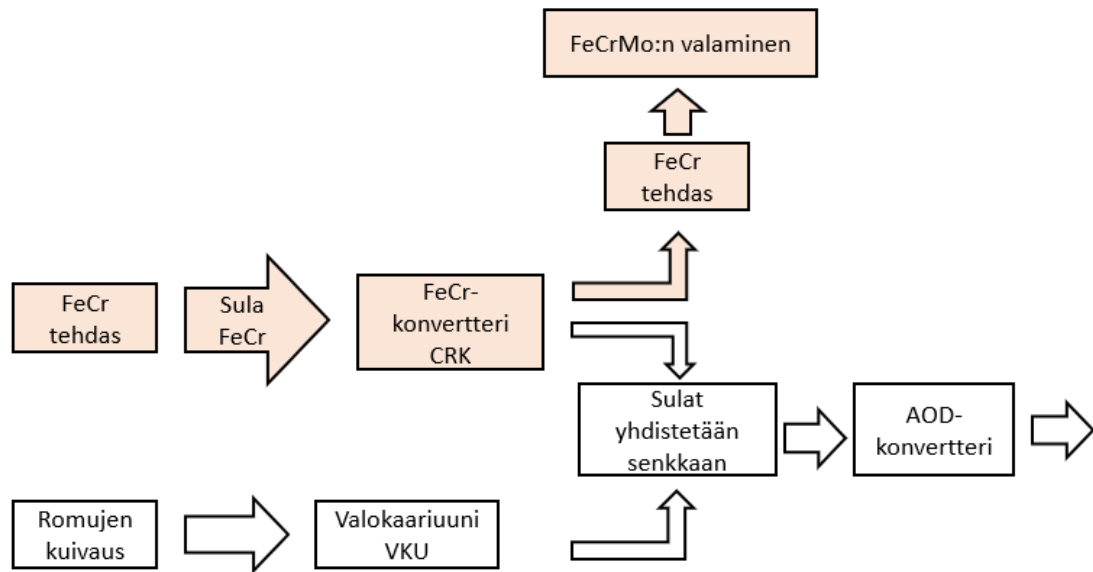 FeCrMo:n valaminen
FeCr
tehdas
FeCr
tehdas
Sula
FeCr
FeCr-
konvertteri
CRK
Sulat
yhdistetään
senkkaan
AOD-
konvertteri
Romujen
kuivaus
Valokaariuuni
VKU